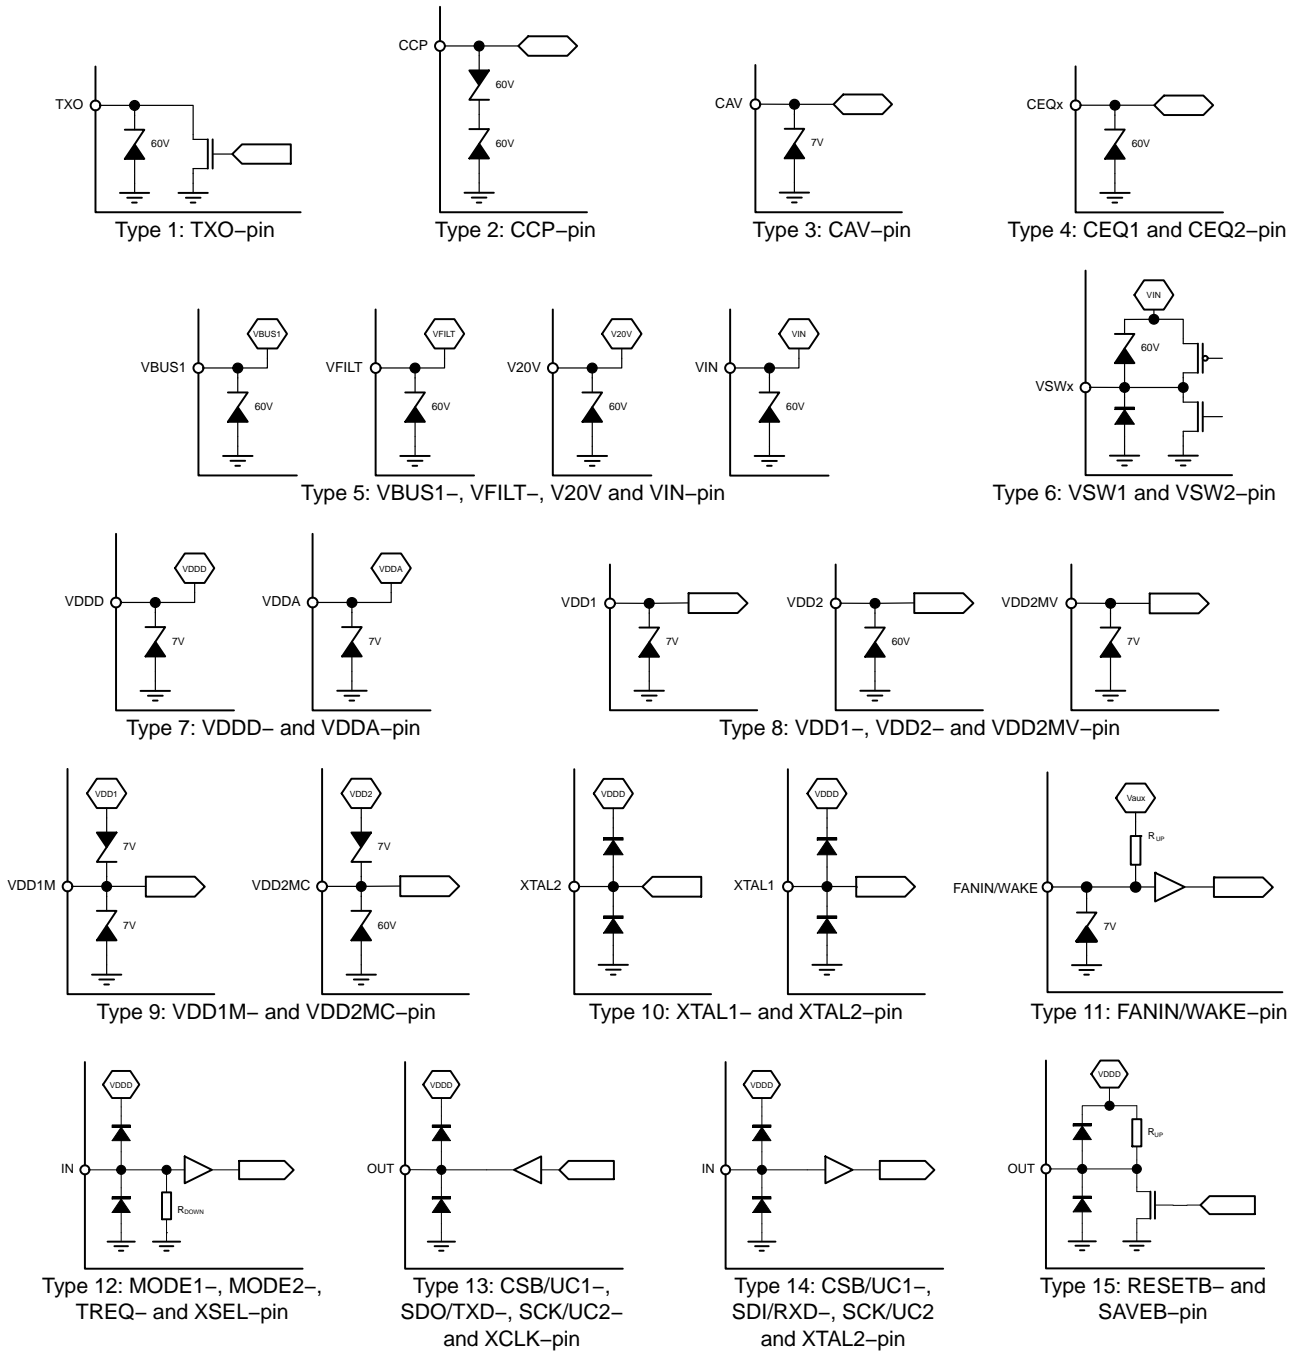 TXO
60V
Type 1: TXO–pin
CCP
60V
60V
Type 2: CCP–pin
CAV
7V
Type 3: CAV–pin
CEQx
60V
Type 4: CEQ1 and CEQ2–pin
VBUS1
VBUS1
60V
VFILT
VFILT
60V
V20V
V20V
60V
VIN
VIN
60V
Type 5: VBUS1–, VFILT–, V20V and VIN–pin
VIN
60V
VSWx
Type 6: VSW1 and VSW2–pin
VDDD
VDDD
7V
VDDA
VDDA
7V
Type 7: VDDD– and VDDA–pin
VDD1
7V
VDD2
60V
VDD2MV
7V
Type 8: VDD1–, VDD2– and VDD2MV–pin
VDD1
7V
VDD1M
7V
VDD2
7V
VDD2MC
60V
Type 9: VDD1M– and VDD2MC–pin
VDDD
XTAL2
VDDD
XTAL1
Type 10: XTAL1– and XTAL2–pin
Vaux
RUP
FANIN/WAKE
7V
Type 11: FANIN/WAKE–pin
VDDD
IN
RDOWN
Type 12: MODE1–, MODE2–,
TREQ– and XSEL–pin
VDDD
OUT
Type 13: CSB/UC1–,
SDO/TXD–, SCK/UC2–
and XCLK–pin
VDDD
IN
Type 14: CSB/UC1–,
SDI/RXD–, SCK/UC2
and XTAL2–pin
VDDD
RUP
OUT
Type 15: RESETB– and
SAVEB–pin